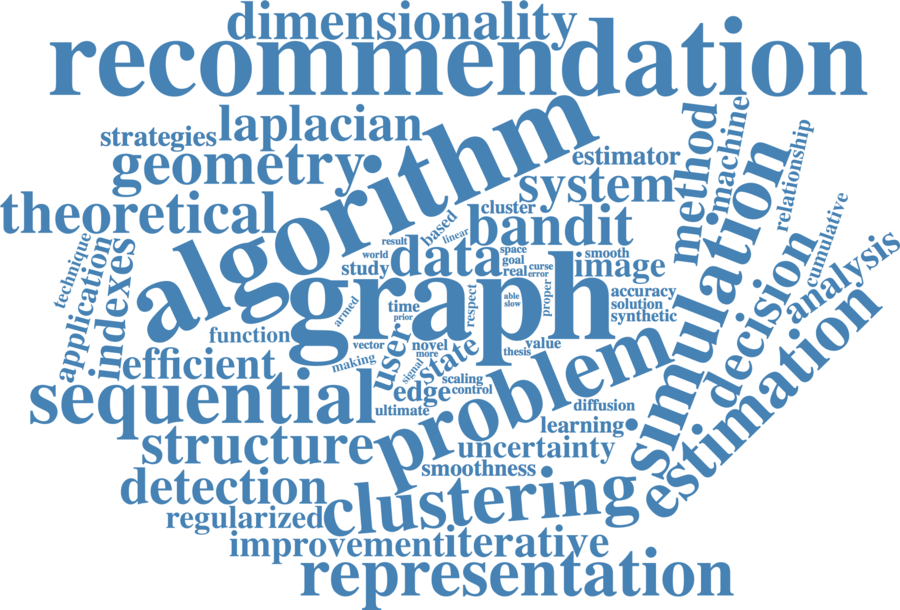 dimensionality
recommendation
strategies
laplacian
algorithm
method
machine
relationship
geometry
estimator
system
theoretical
cluster
bandit
based
linear
result
world
study
data
space
goal
real
curse
error
smooth
image
simulation
decision
cumulative
analysis
technique
application
indexes
graph
armed
time
prior
respect
able
slow
proper
accuracy
solution
synthetic
function
vector
making
user
novel
more
signal
state
thesis
value
problem
estimation
efficient
sequential
edge
scaling
control
ultimate
diffusion
learning
structure
uncertainty
smoothness
detection
clustering
regularized
improvement
iterative
representation